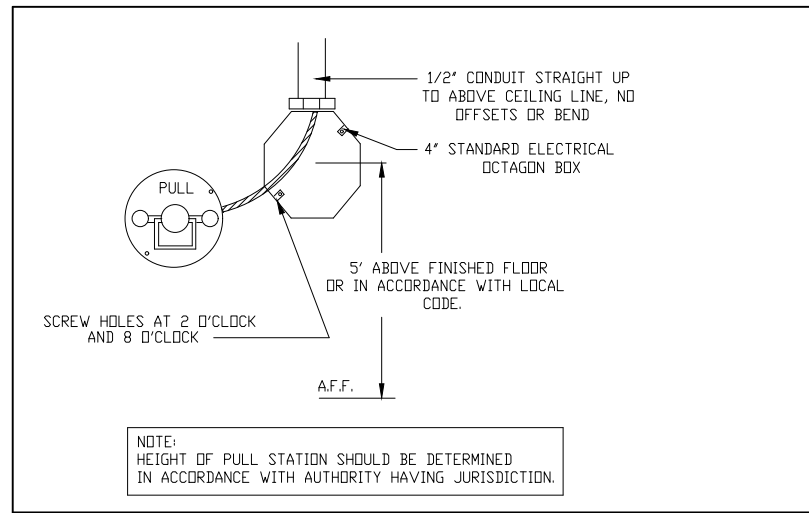 1/2" CONDUIT STRAIGHT UP
TO ABOVE CEILING LINE, NO
OFFSETS OR BEND
4" STANDARD ELECTRICAL
OCTAGON BOX
PULL
5' ABOVE FINISHED FLOOR
OR IN ACCORDANCE WITH LOCAL
CODE.
SCREW HOLES AT 2 O'CLOCK
AND 8 O'CLOCK
A.F.F.
NOTE:
HEIGHT OF PULL STATION SHOULD BE DETERMINED
IN ACCORDANCE WITH AUTHORITY HAVING JURISDICTION.